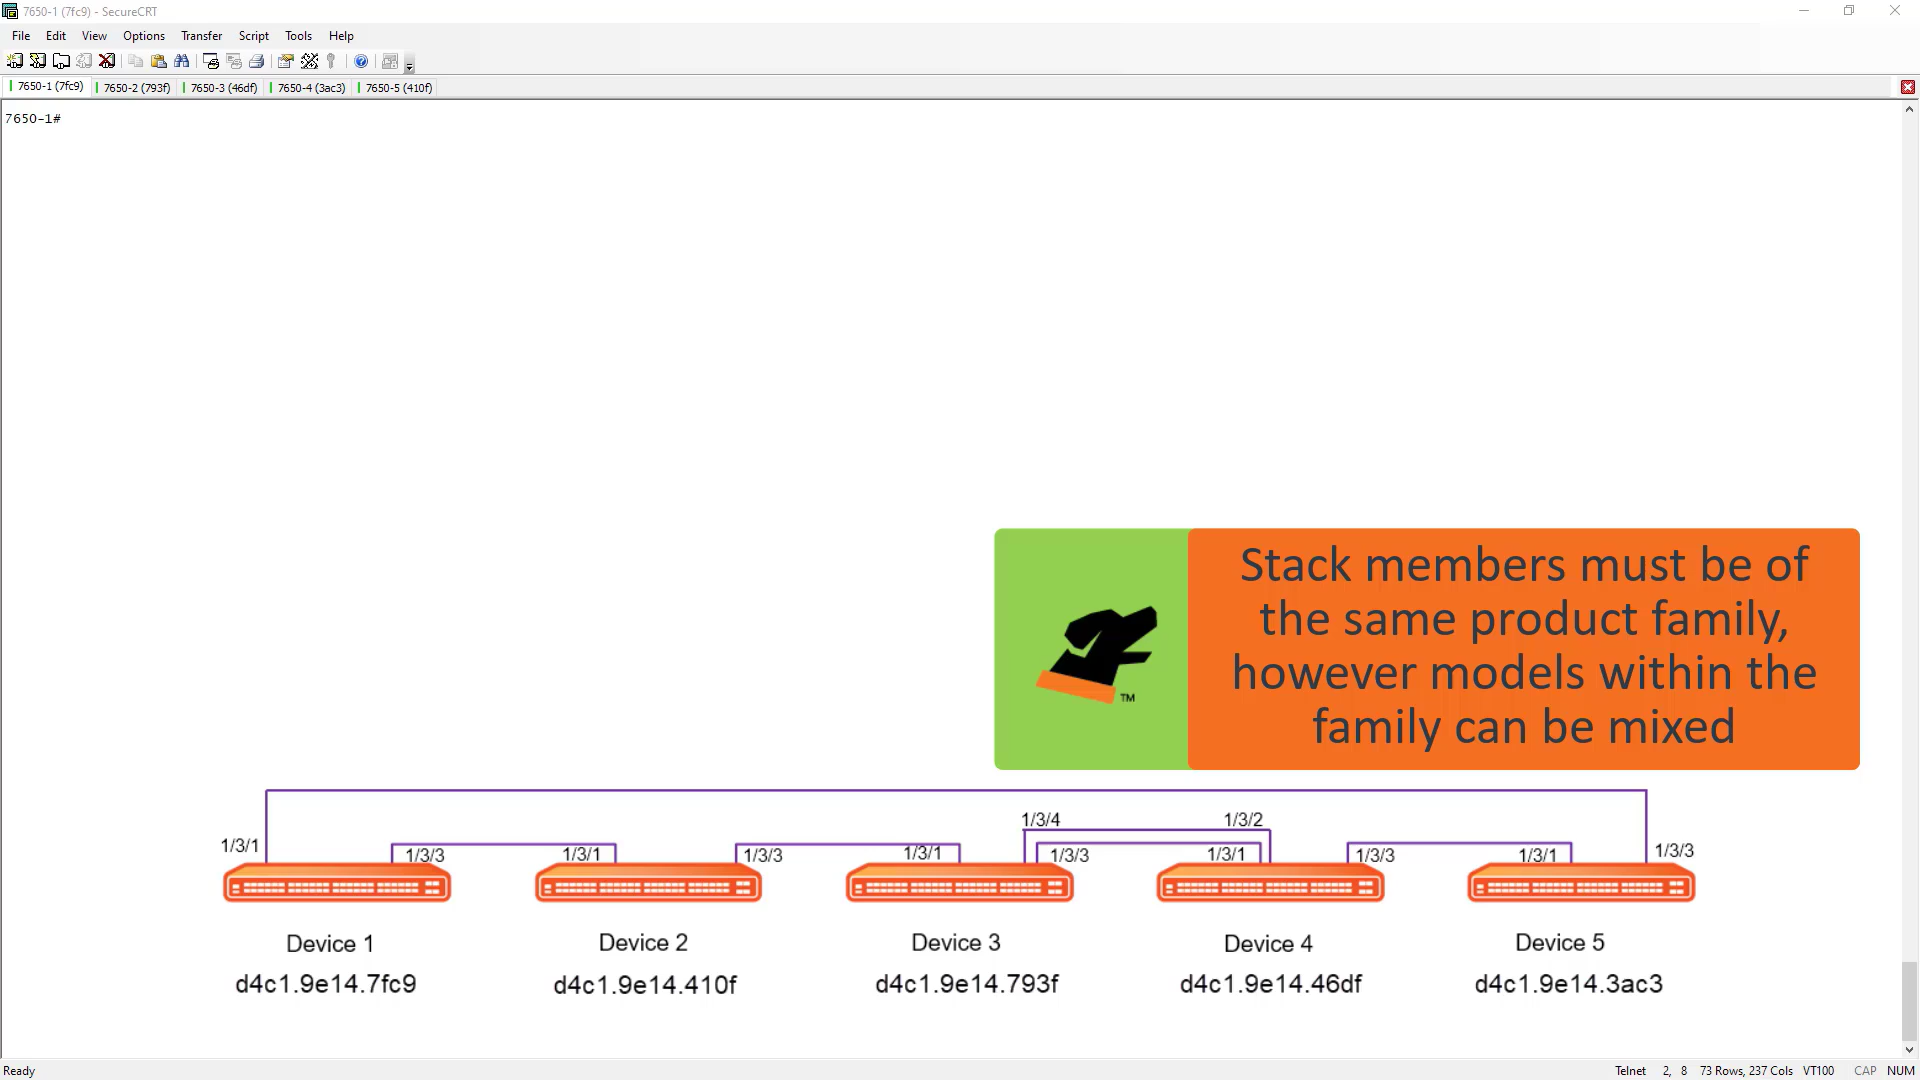 7650-1 (7fc9) - SecureCRT
File Edit View Options Transfer Script Tools Help
7650-1 (7fc9) 7650-2 (793f) 7650-3 (46df) 7650-4 (3ac3) 7650-5 (410f)
7650-1#
Stack members must be of
the same product family,
however models within the
family can be mixed
TM
1/3/4 1/3/2
1/3/1 1/3/3 1/3/1 1/3/3 1/3/1 1/3/3 1/3/1 1/3/3 1/3/1 1/3/3
Device 1 Device 2 Device 3 Device 4 Device 5
d4c1.9e14.7fc9 d4c1.9e14.410f d4c1.9e14.793f d4c1.9e14.46df d4c1.9e14.3ac3
Ready Telnet 2, 8 73 Rows, 237 Cols VT100 CAP NUM